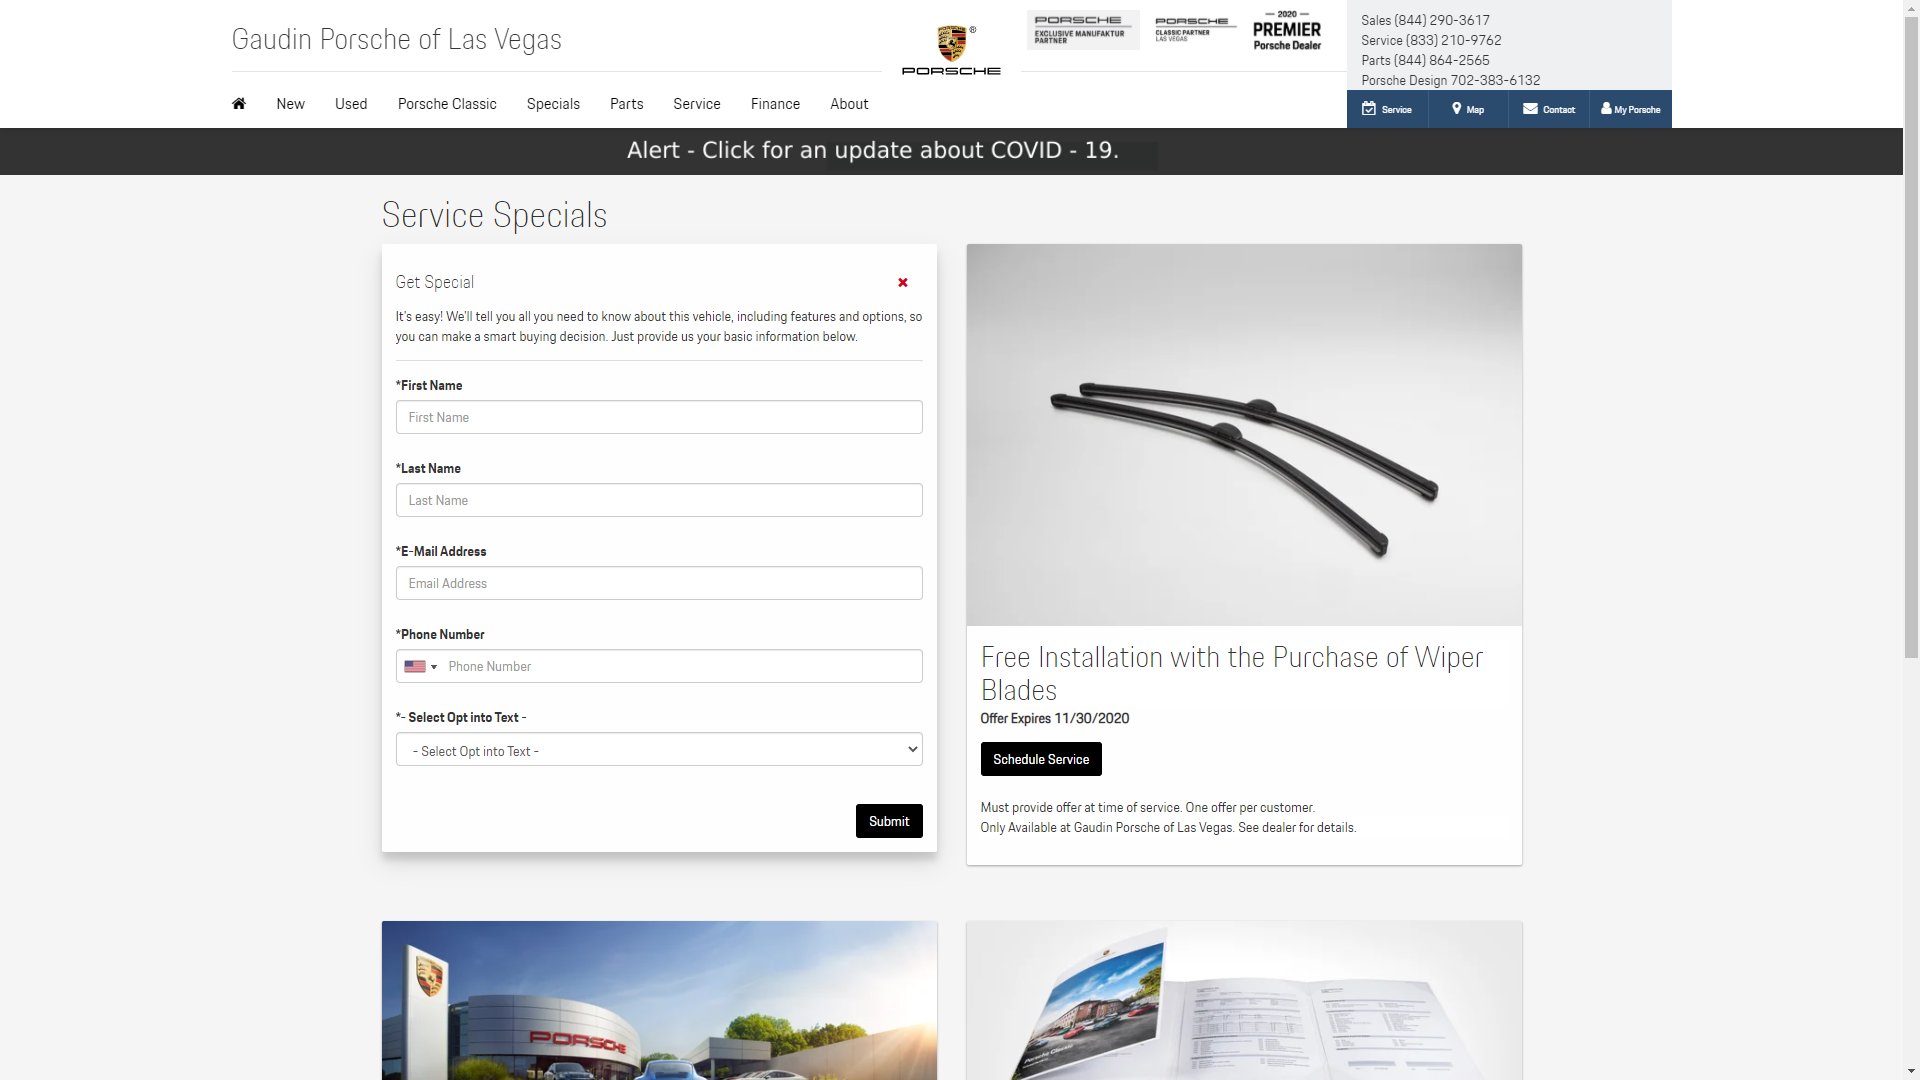 Gaudin Porsche of Las Vegas
PORSCHE
PORSCHE
EXCLUSIVE MANUFAKTUR
PARTNER
PORSCHE
CLASSIC PARTNER
LAS VEGAS
2020
PREMIER
Porsche Dealer
Sales (844) 290-3617
Service (833) 210-9762
Parts (844) 864-2565
Porsche Design 702-383-6132
New Used Porsche Classic Specials Parts Service Finance About
Service Map Contact My Porsche
Alert - Click for an update about COVID - 19.
Service Specials
Get Special
It's easy! We'll tell you all you need to know about this vehicle, including features and options, so
you can make a smart buying decision. Just provide us your basic information below.
*First Name
First Name
*Last Name
Last Name
*E-Mail Address
Email Address
*Phone Number
Phone Number
*- Select Opt into Text -
- Select Opt into Text -
Submit
Free Installation with the Purchase of Wiper
Blades
Offer Expires 11/30/2020
Schedule Service
Must provide offer at time of service. One offer per customer.
Only Available at Gaudin Porsche of Las Vegas. See dealer for details.
PORSCHE